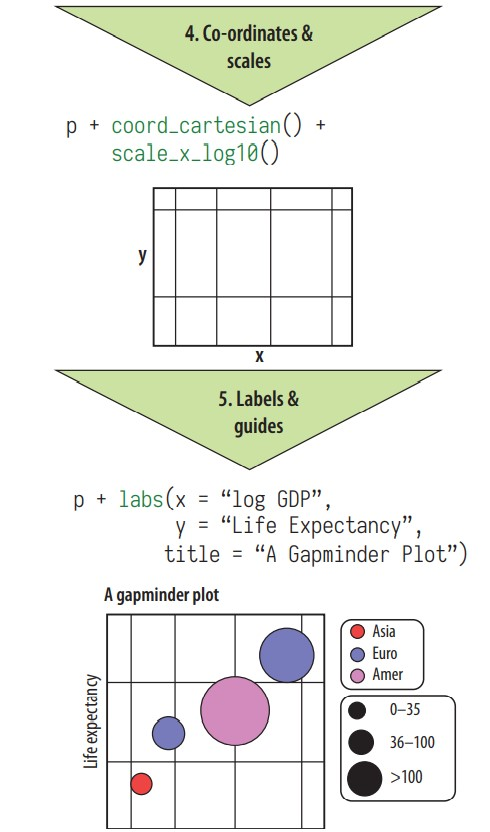 4. Co-ordinates &
scales
p + coord_cartesian() +
scale_x_log10()
y
x
5. Labels &
guides
p + labs(x = “log GDP”,
y = “Life Expectancy”,
title = “A Gapminder Plot”)
A gapminder plot
Life expectancy
Asia
Euro
Amer
0–35
36–100
>100